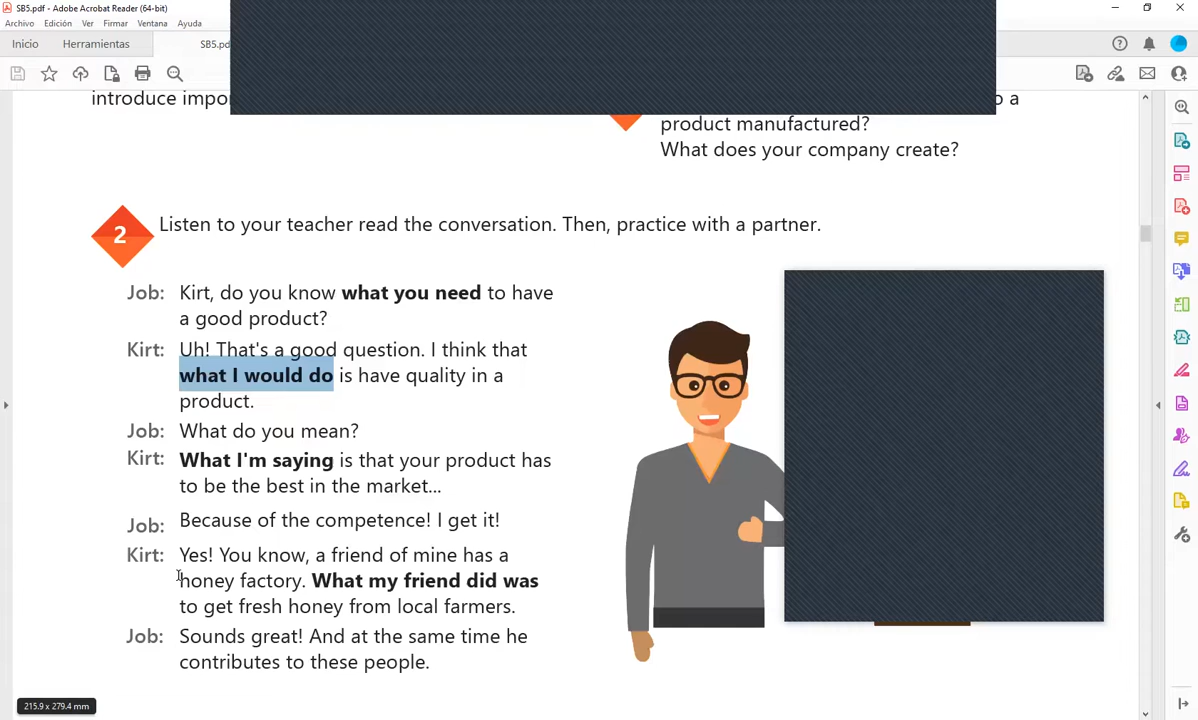 SB5.pdf - Adobe Acrobat Reader (64-bit)
Archivo Edición Ver Firmar Ventana Ayuda
Inicio Herramientas SB5.pd
introduce impor
o a
product manufactured?
What does your company create?
2 Listen to your teacher read the conversation. Then, practice with a partner.
Job: Kirt, do you know what you need to have
a good product?
Kirt: Uh! That's a good question. I think that
what I would do is have quality in a
product.
Job: What do you mean?
Kirt: What I'm saying is that your product has
to be the best in the market...
Job: Because of the competence! I get it!
Kirt: Yes! You know, a friend of mine has a
honey factory. What my friend did was
to get fresh honey from local farmers.
Job: Sounds great! And at the same time he
contributes to these people.
215.9 x 279.4 mm